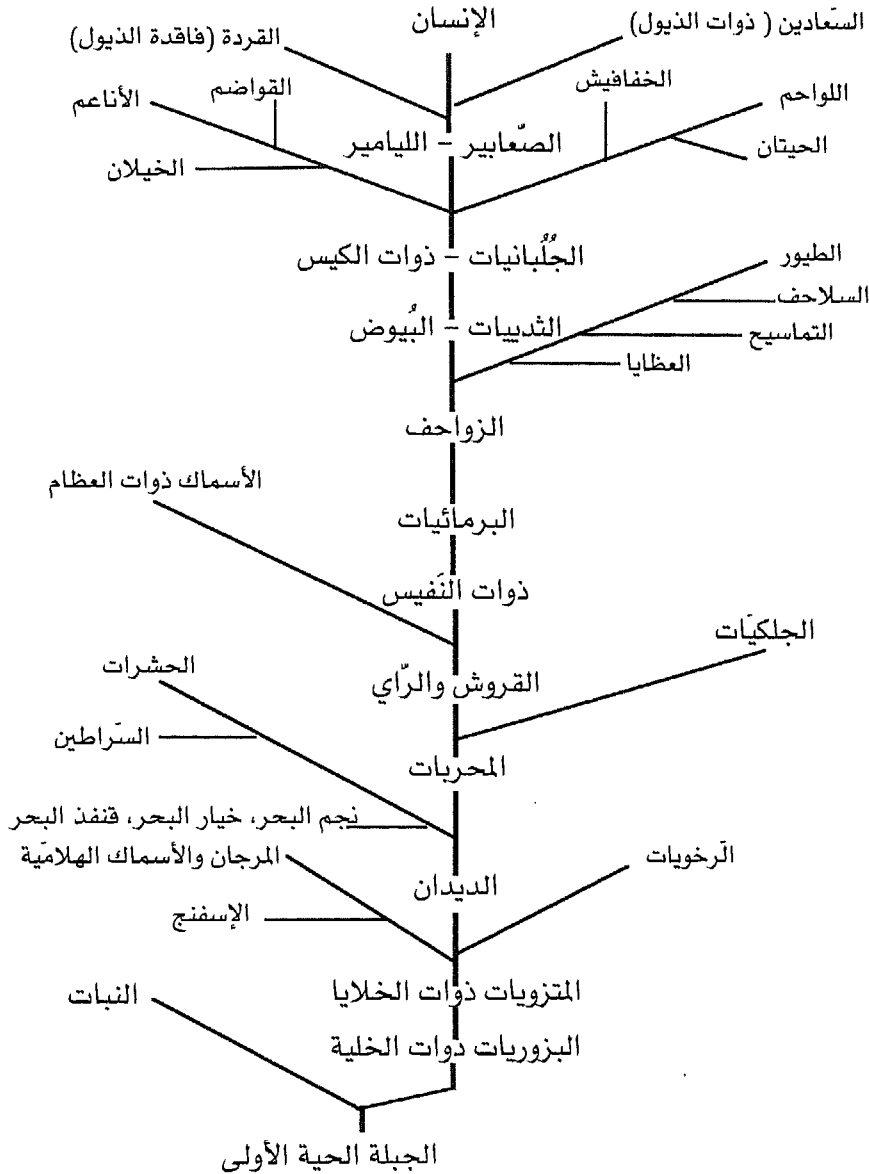 الإنسان
السّعادين ( ذوات الذيول)
القردة (فاقدة الذيول)
الخفافيش
اللواحم
القواضم
الأناعم
الصّعابير – الليامير
الحيتان
الخيلان
الجُلُبانيات – ذوات الكيس
الطيور
السلاحف
الثدييات – البُيوض
التماسيح
العظايا
الزواحف
الأسماك ذوات العظام
البرمائيات
ذوات النَفيس
الجلكيّات
الحشرات
القروش والرّاي
السّراطين
المحربات
نجم البحر، خيار البحر، قنفذ البحر
الرّخويات
المرجان والأسماك الهلاميّة
الديدان
الإسفنج
المتزويات ذوات الخلايا
النبات
البزوريات ذوات الخلية
الجبلة الحية الأولى